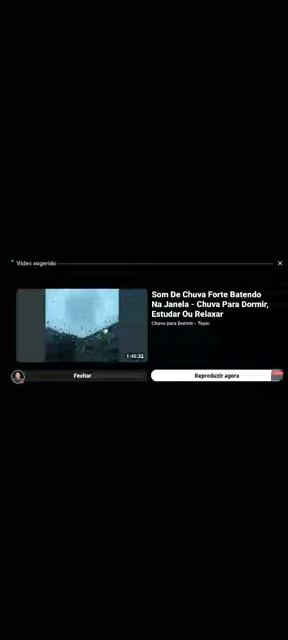 Vídeo sugerido
Som De Chuva Forte Batendo
Na Janela - Chuva Para Dormir,
Estudar Ou Relaxar
Chuva para Dormir - Topic
1:45:32
Fechar
Reproduzir agora